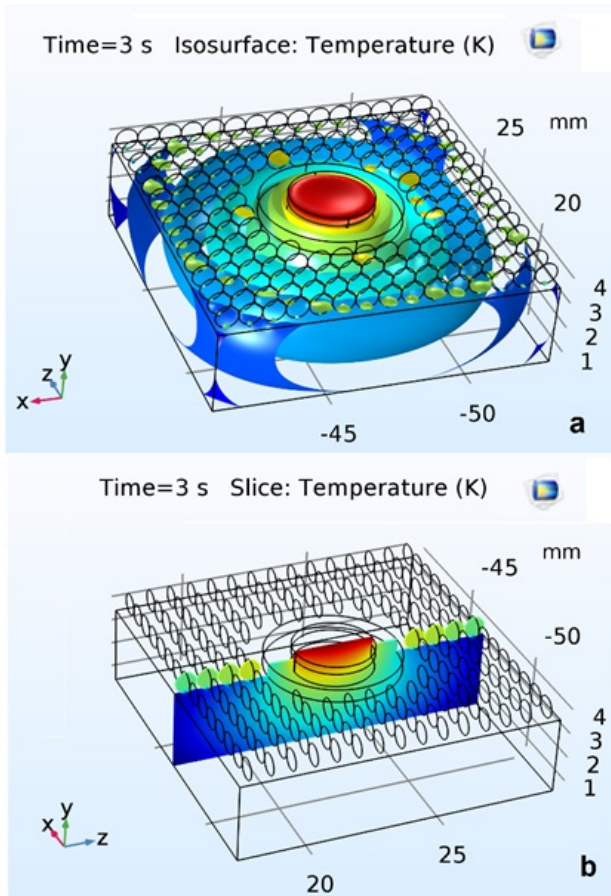 Time=3 s Isosurface: Temperature (K)
25 mm
20
4
3
2
1
y
z
x
-50
-45
a
Time=3 s Slice: Temperature (K)
mm
-45
-50
4
3
2
1
y
x
z
25
20
b